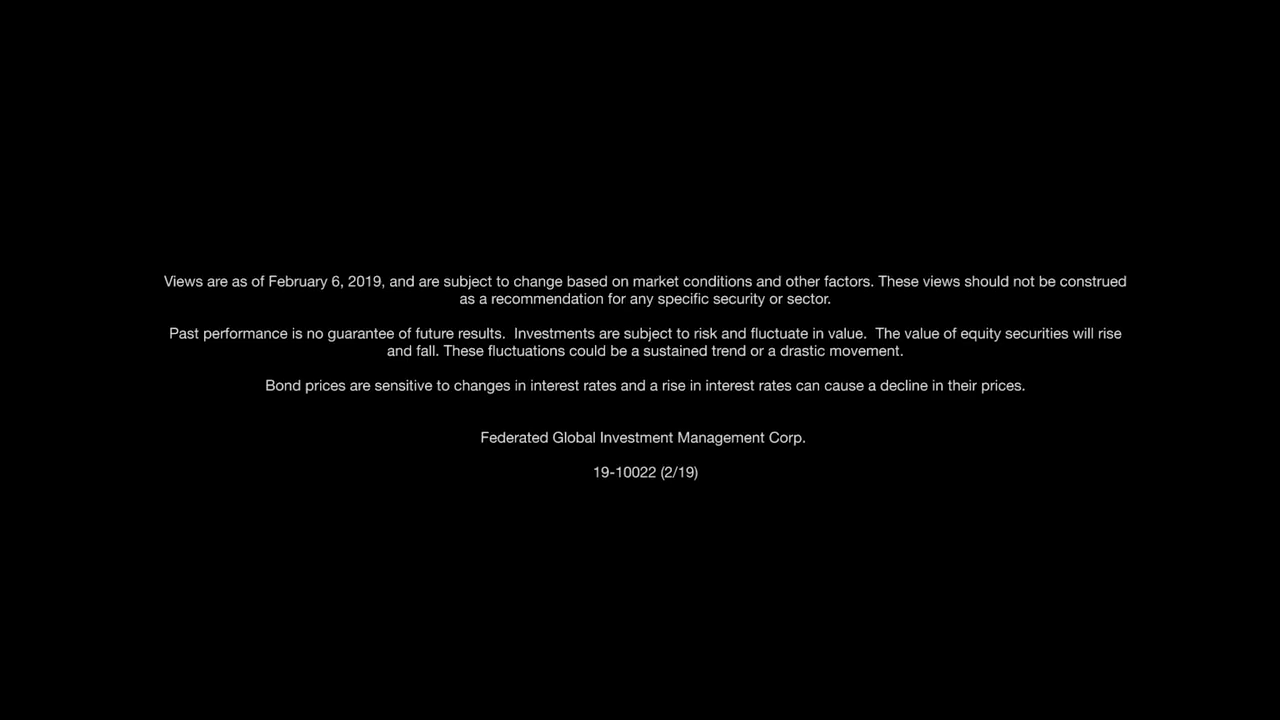 Views are as of February 6, 2019, and are subject to change based on market conditions and other factors. These views should not be construed
as a recommendation for any specific security or sector.
Past performance is no guarantee of future results.  Investments are subject to risk and fluctuate in value.  The value of equity securities will rise
and fall. These fluctuations could be a sustained trend or a drastic movement.
Bond prices are sensitive to changes in interest rates and a rise in interest rates can cause a decline in their prices.
Federated Global Investment Management Corp.
19-10022 (2/19)